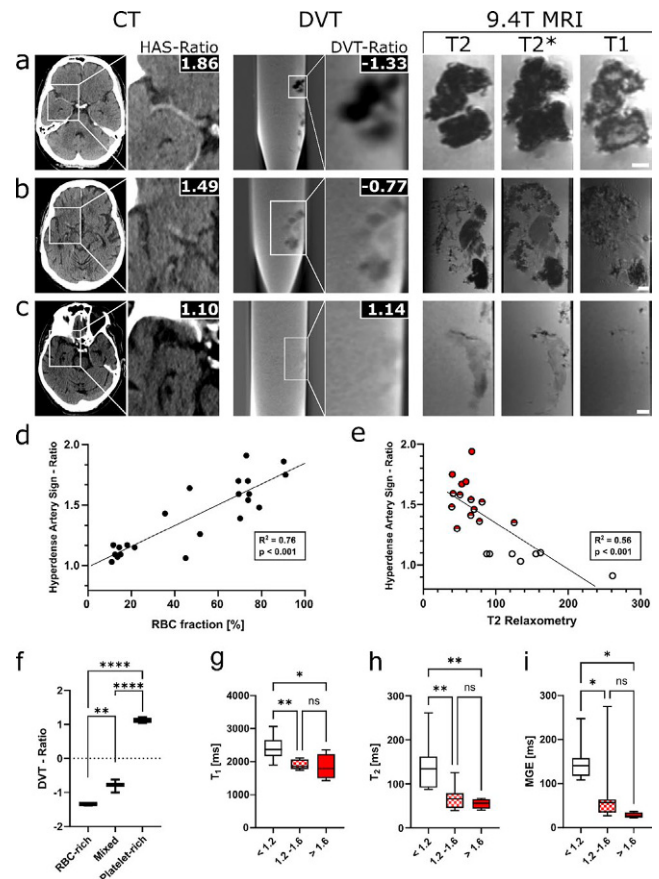 CT DVT 9.4T MRI
HAS-Ratio DVT-Ratio T2 T2* T1
a 1.86 -1.33
b 1.49 -0.77
c 1.10 1.14
d
Hyperdense Artery Sign - Ratio
2.0
1.5
1.0
R² = 0.76
p < 0.001
0 20 40 60 80 100
RBC fraction [%]
e
Hyperdense Artery Sign - Ratio
2.0
1.5
1.0
R² = 0.56
p < 0.001
0 100 200 300
T2 Relaxometry
f
DVT - Ratio
2
1
0
-1
-2
****
**
****
RBC-rich
Mixed
Platelet-rich
g
T₁ [ms]
4000
3000
2000
1000
0
*
**
ns
< 1.2
1.2 -1.6
> 1.6
h
T₂ [ms]
300
200
100
0
**
**
ns
< 1.2
1.2 -1.6
> 1.6
i
MGE [ms]
300
200
100
0
*
*
ns
< 1.2
1.2 -1.6
> 1.6